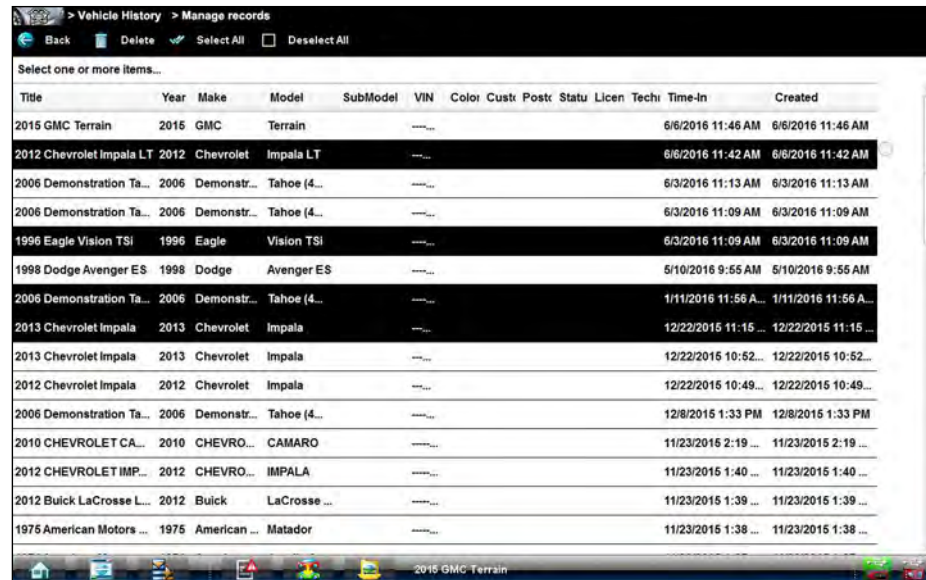 > Vehicle History > Manage records
Back Delete Select All Deselect All
Select one or more items...
Title Year Make Model SubModel VIN Color Custo Posto Statu Licen Techi Time-In Created
2015 GMC Terrain 2015 GMC Terrain ----... 6/6/2016 11:46 AM 6/6/2016 11:46 AM
2012 Chevrolet Impala LT 2012 Chevrolet Impala LT ----... 6/6/2016 11:42 AM 6/6/2016 11:42 AM
2006 Demonstration Ta... 2006 Demonstr... Tahoe (4... ----... 6/3/2016 11:13 AM 6/3/2016 11:13 AM
2006 Demonstration Ta... 2006 Demonstr... Tahoe (4... ----... 6/3/2016 11:09 AM 6/3/2016 11:09 AM
1996 Eagle Vision TSi 1996 Eagle Vision TSi ----... 6/3/2016 11:09 AM 6/3/2016 11:09 AM
1998 Dodge Avenger ES 1998 Dodge Avenger ES ----... 5/10/2016 9:55 AM 5/10/2016 9:55 AM
2006 Demonstration Ta... 2006 Demonstr... Tahoe (4... ----... 1/11/2016 11:56 A... 1/11/2016 11:56 A...
2013 Chevrolet Impala 2013 Chevrolet Impala ----... 12/22/2015 11:15 ... 12/22/2015 11:15 ...
2013 Chevrolet Impala 2013 Chevrolet Impala ----... 12/22/2015 10:52... 12/22/2015 10:52...
2012 Chevrolet Impala 2012 Chevrolet Impala ----... 12/22/2015 10:49... 12/22/2015 10:49...
2006 Demonstration Ta... 2006 Demonstr... Tahoe (4... ----... 12/8/2015 1:33 PM 12/8/2015 1:33 PM
2010 CHEVROLET CA... 2010 CHEVRO... CAMARO ----... 11/23/2015 2:19 ... 11/23/2015 2:19 ...
2012 CHEVROLET IMP... 2012 CHEVRO... IMPALA ----... 11/23/2015 1:40 ... 11/23/2015 1:40 ...
2012 Buick LaCrosse L... 2012 Buick LaCrosse ... ----... 11/23/2015 1:39 ... 11/23/2015 1:39 ...
1975 American Motors ... 1975 American ... Matador ----... 11/23/2015 1:38 ... 11/23/2015 1:38 ...
2015 GMC Terrain